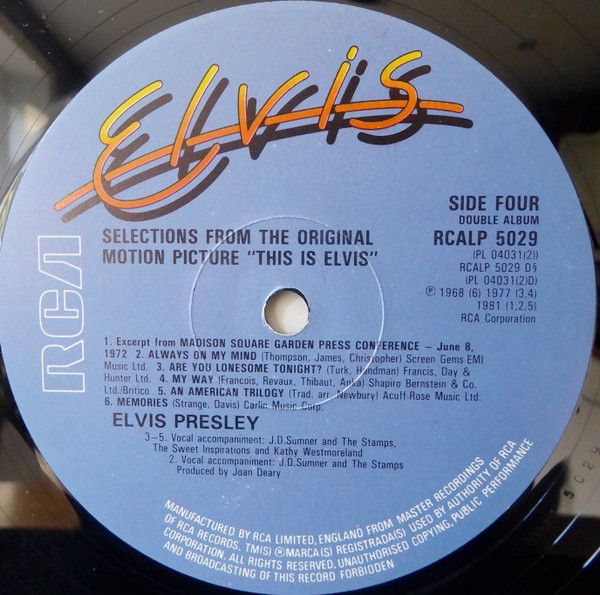 Elvis
SIDE FOUR
DOUBLE ALBUM
RCALP 5029
(PL 04031(2))
RCALP 5029 D§
(PL 04031(2)D)
℗ 1968 (6) 1977 (3,4)
1981 (1,2,5)
RCA Corporation
SELECTIONS FROM THE ORIGINAL
MOTION PICTURE "THIS IS ELVIS"
RCA
1. Excerpt from MADISON SQUARE GARDEN PRESS CONFERENCE – June 8,
1972 2. ALWAYS ON MY MIND (Thompson, James, Christopher) Screen Gems EMI
Music Ltd. 3. ARE YOU LONESOME TONIGHT? (Turk, Handman) Francis, Day &
Hunter Ltd. 4. MY WAY (Francois, Revaux, Thibaut, Anka) Shapiro Bernstein & Co.
Ltd/Britico 5. AN AMERICAN TRILOGY (Trad. arr. Newbury) Acuff-Rose Music Ltd.
6. MEMORIES (Strange, Davis) Carlin Music Corp.
ELVIS PRESLEY
3–5. Vocal accompaniment: J.D.Sumner and The Stamps,
The Sweet Inspirations and Kathy Westmoreland
2. Vocal accompaniment: J.D.Sumner and The Stamps
Produced by Joan Deary
MANUFACTURED BY RCA LIMITED, ENGLAND FROM MASTER RECORDINGS
OF RCA RECORDS. TM(S) ® MARCA(S) REGISTRADA(S) USED BY AUTHORITY OF RCA
CORPORATION. ALL RIGHTS RESERVED. UNAUTHORISED COPYING, PUBLIC PERFORMANCE
AND BROADCASTING OF THIS RECORD FORBIDDEN